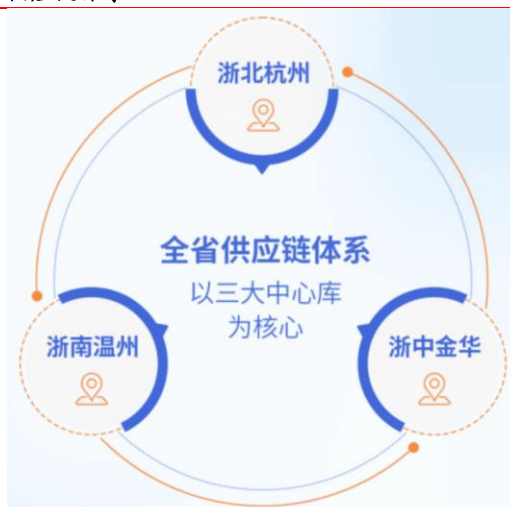 浙北杭州
全省供应链体系
以三大中心库
为核心
浙南温州
浙中金华